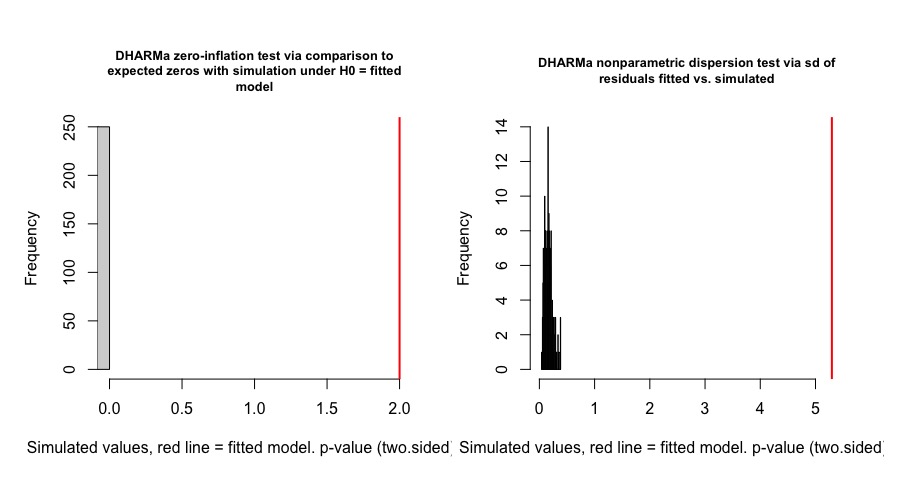 DHARMa zero-inflation test via comparison to
expected zeros with simulation under H0 = fitted
model
Frequency
250
200
150
100
50
0
0.0 0.5 1.0 1.5 2.0
Simulated values, red line = fitted model. p-value (two.sided)
DHARMa nonparametric dispersion test via sd of
residuals fitted vs. simulated
Frequency
14
12
10
8
6
4
2
0
0 1 2 3 4 5
Simulated values, red line = fitted model. p-value (two.sided)